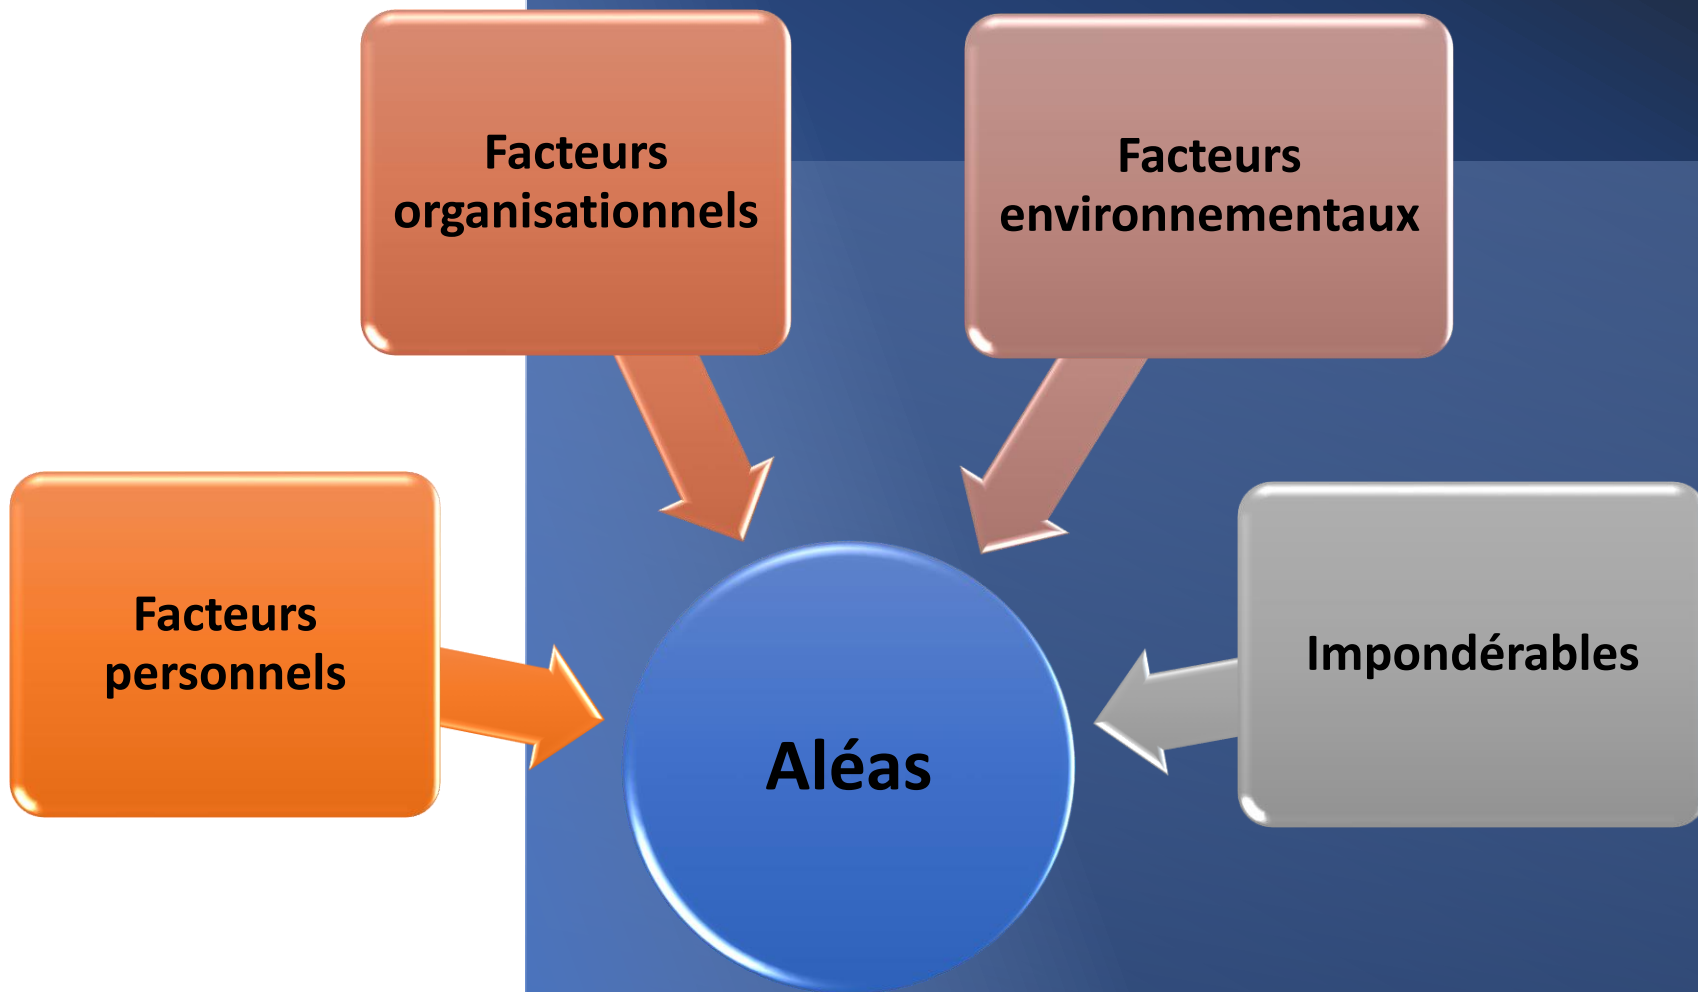 Facteurs
organisationnels
Facteurs
environnementaux
Facteurs
personnels
Impondérables
Aléas